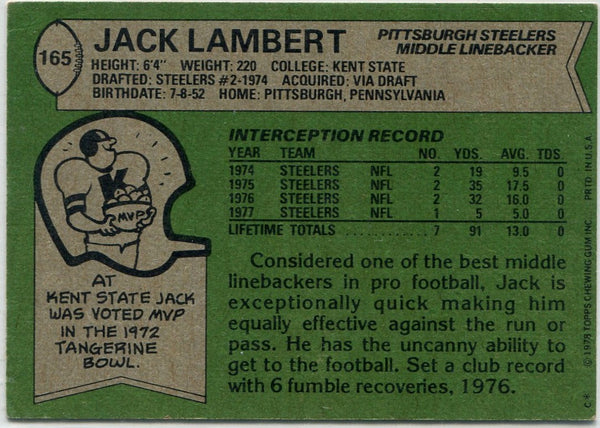 165
JACK LAMBERT
PITTSBURGH STEELERS
MIDDLE LINEBACKER
HEIGHT: 6'4" WEIGHT: 220 COLLEGE: KENT STATE
DRAFTED: STEELERS #2-1974 ACQUIRED: VIA DRAFT
BIRTHDATE: 7-8-52 HOME: PITTSBURGH, PENNSYLVANIA
K
MVP
AT
KENT STATE JACK
WAS VOTED MVP
IN THE 1972
TANGERINE
BOWL.
INTERCEPTION RECORD
YEAR TEAM NO. YDS. AVG. TDS
1974 STEELERS NFL 2 19 9.5 0
1975 STEELERS NFL 2 35 17.5 0
1976 STEELERS NFL 2 32 16.0 0
1977 STEELERS NFL 1 5 5.0 0
LIFETIME TOTALS 7 91 13.0 0
Considered one of the best middle
linebackers in pro football, Jack is
exceptionally quick making him
equally effective against the run or
pass. He has the uncanny ability to
get to the football. Set a club record
with 6 fumble recoveries, 1976.
C* © 1978 TOPPS CHEWING GUM INC. PRTD. IN U.S.A.